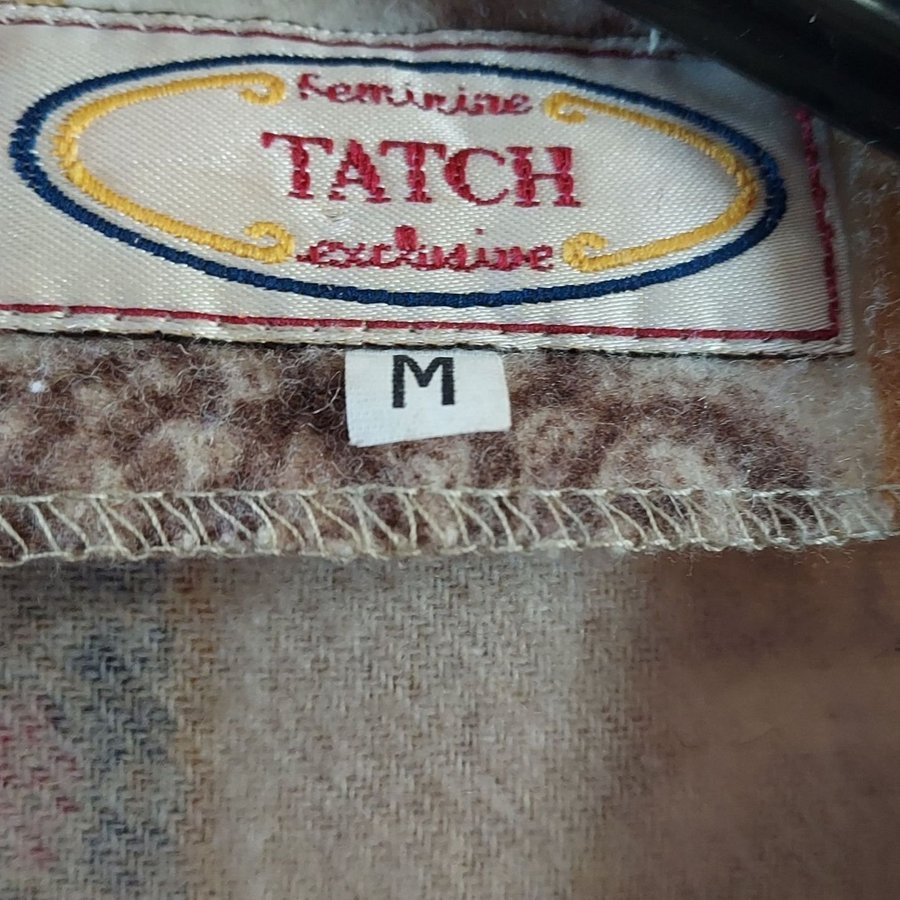 Feminine
TATCH
exclusive
M